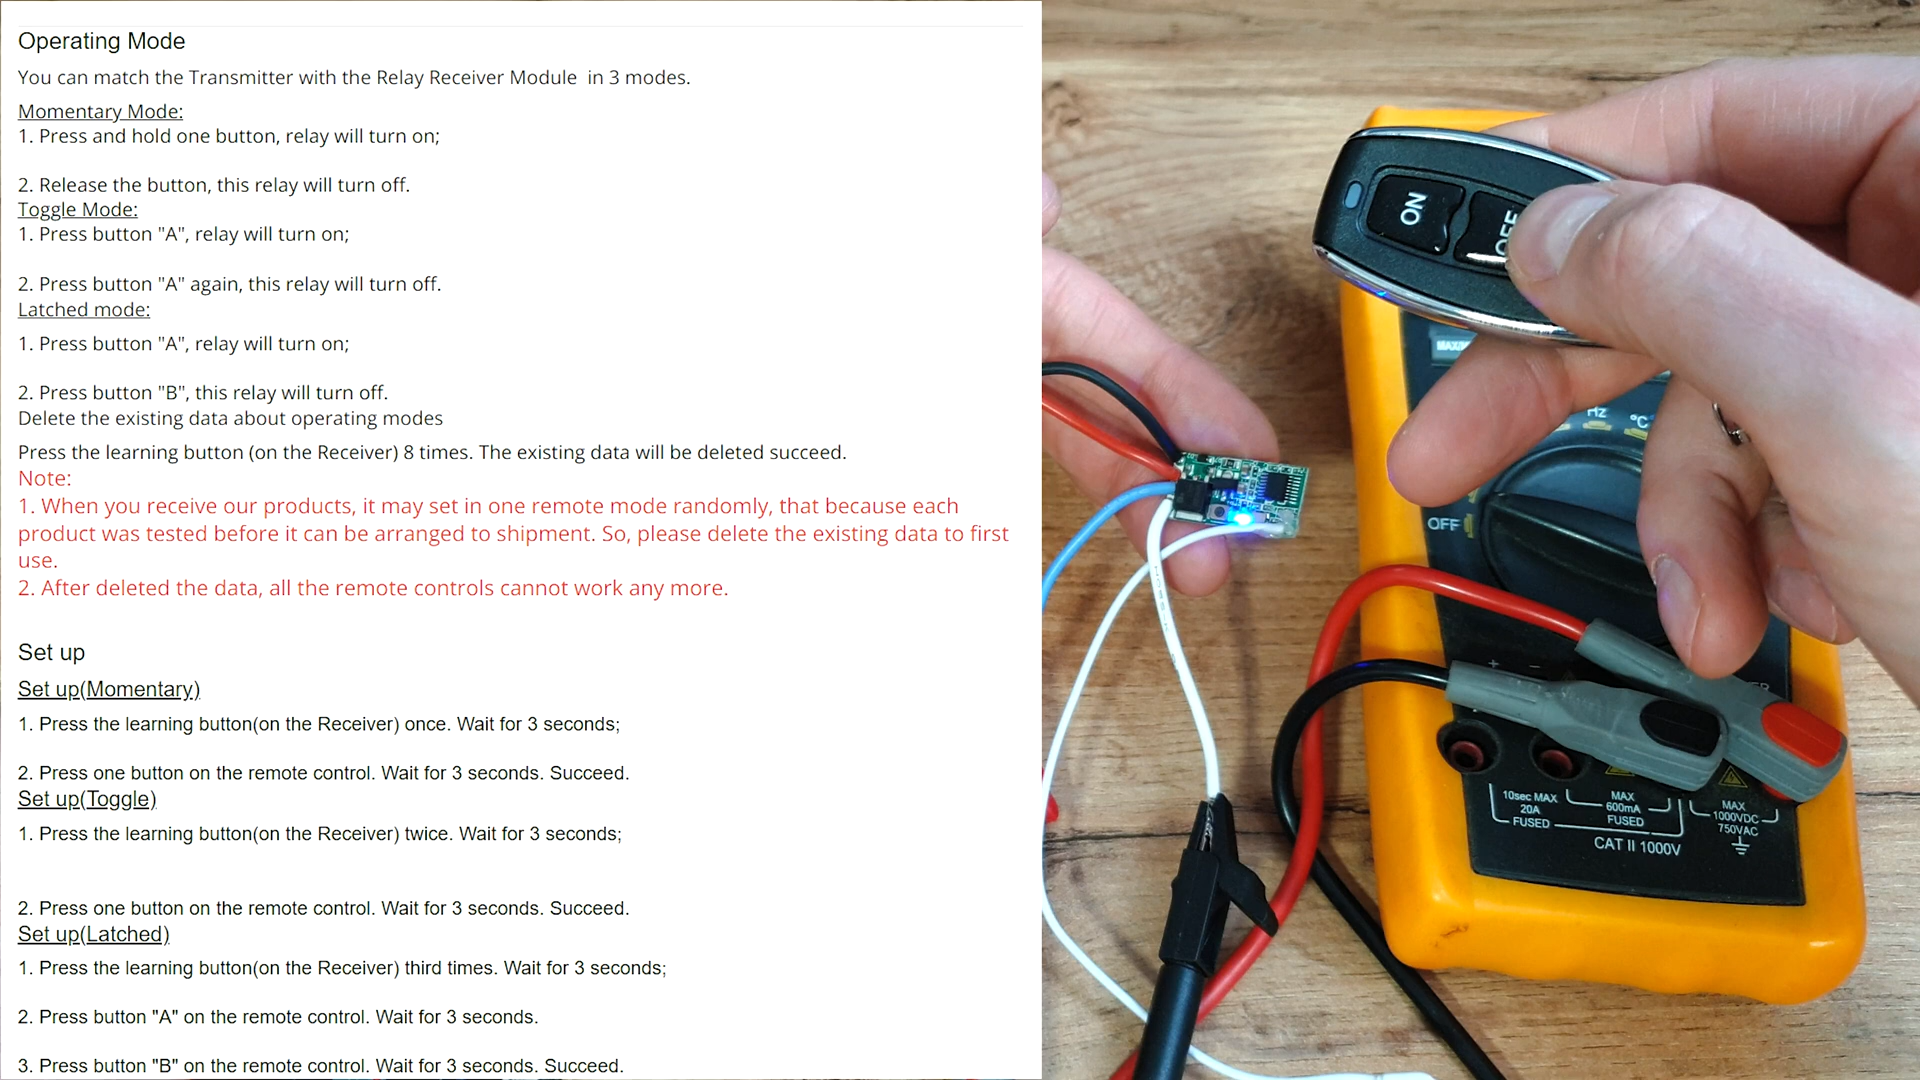 Operating Mode
You can match the Transmitter with the Relay Receiver Module in 3 modes.
Momentary Mode:
1. Press and hold one button, relay will turn on;
2. Release the button, this relay will turn off.
Toggle Mode:
1. Press button "A", relay will turn on;
2. Press button "A" again, this relay will turn off.
Latched mode:
1. Press button "A", relay will turn on;
2. Press button "B", this relay will turn off.
Delete the existing data about operating modes
Press the learning button (on the Receiver) 8 times. The existing data will be deleted succeed.
Note:
1. When you receive our products, it may set in one remote mode randomly, that because each
product was tested before it can be arranged to shipment. So, please delete the existing data to first
use.
2. After deleted the data, all the remote controls cannot work any more.
Set up
Set up(Momentary)
1. Press the learning button(on the Receiver) once. Wait for 3 seconds;
2. Press one button on the remote control. Wait for 3 seconds. Succeed.
Set up(Toggle)
1. Press the learning button(on the Receiver) twice. Wait for 3 seconds;
2. Press one button on the remote control. Wait for 3 seconds. Succeed.
Set up(Latched)
1. Press the learning button(on the Receiver) third times. Wait for 3 seconds;
2. Press button "A" on the remote control. Wait for 3 seconds.
3. Press button "B" on the remote control. Wait for 3 seconds. Succeed.
ON
OFF
Hz
°C
OFF
10sec MAX
20A
FUSED
MAX
600mA
FUSED
MAX
1000VDC
750VAC
CAT II 1000V